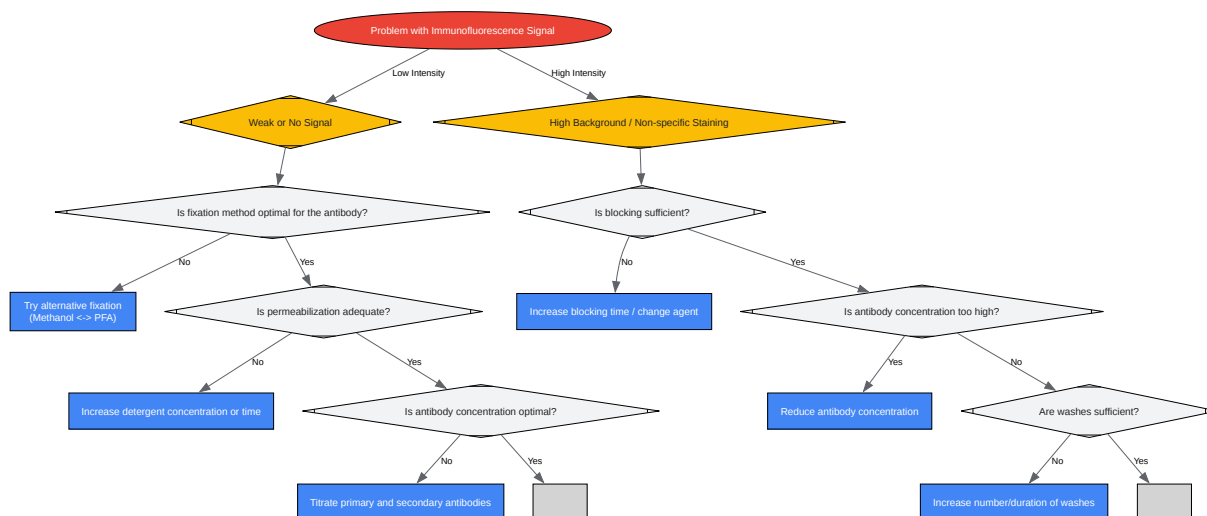 Problem with Immunofluorescence Signal
Low Intensity
High Intensity
Weak or No Signal
High Background / Non-specific Staining
Is fixation method optimal for the antibody?
Is blocking sufficient?
No
Yes
No
Yes
Try alternative fixation
(Methanol <-> PFA)
Is permeabilization adequate?
Increase blocking time / change agent
Is antibody concentration too high?
No
Yes
Yes
No
Increase detergent concentration or time
Is antibody concentration optimal?
Reduce antibody concentration
Are washes sufficient?
No
Yes
No
Yes
Titrate primary and secondary antibodies
Increase number/duration of washes